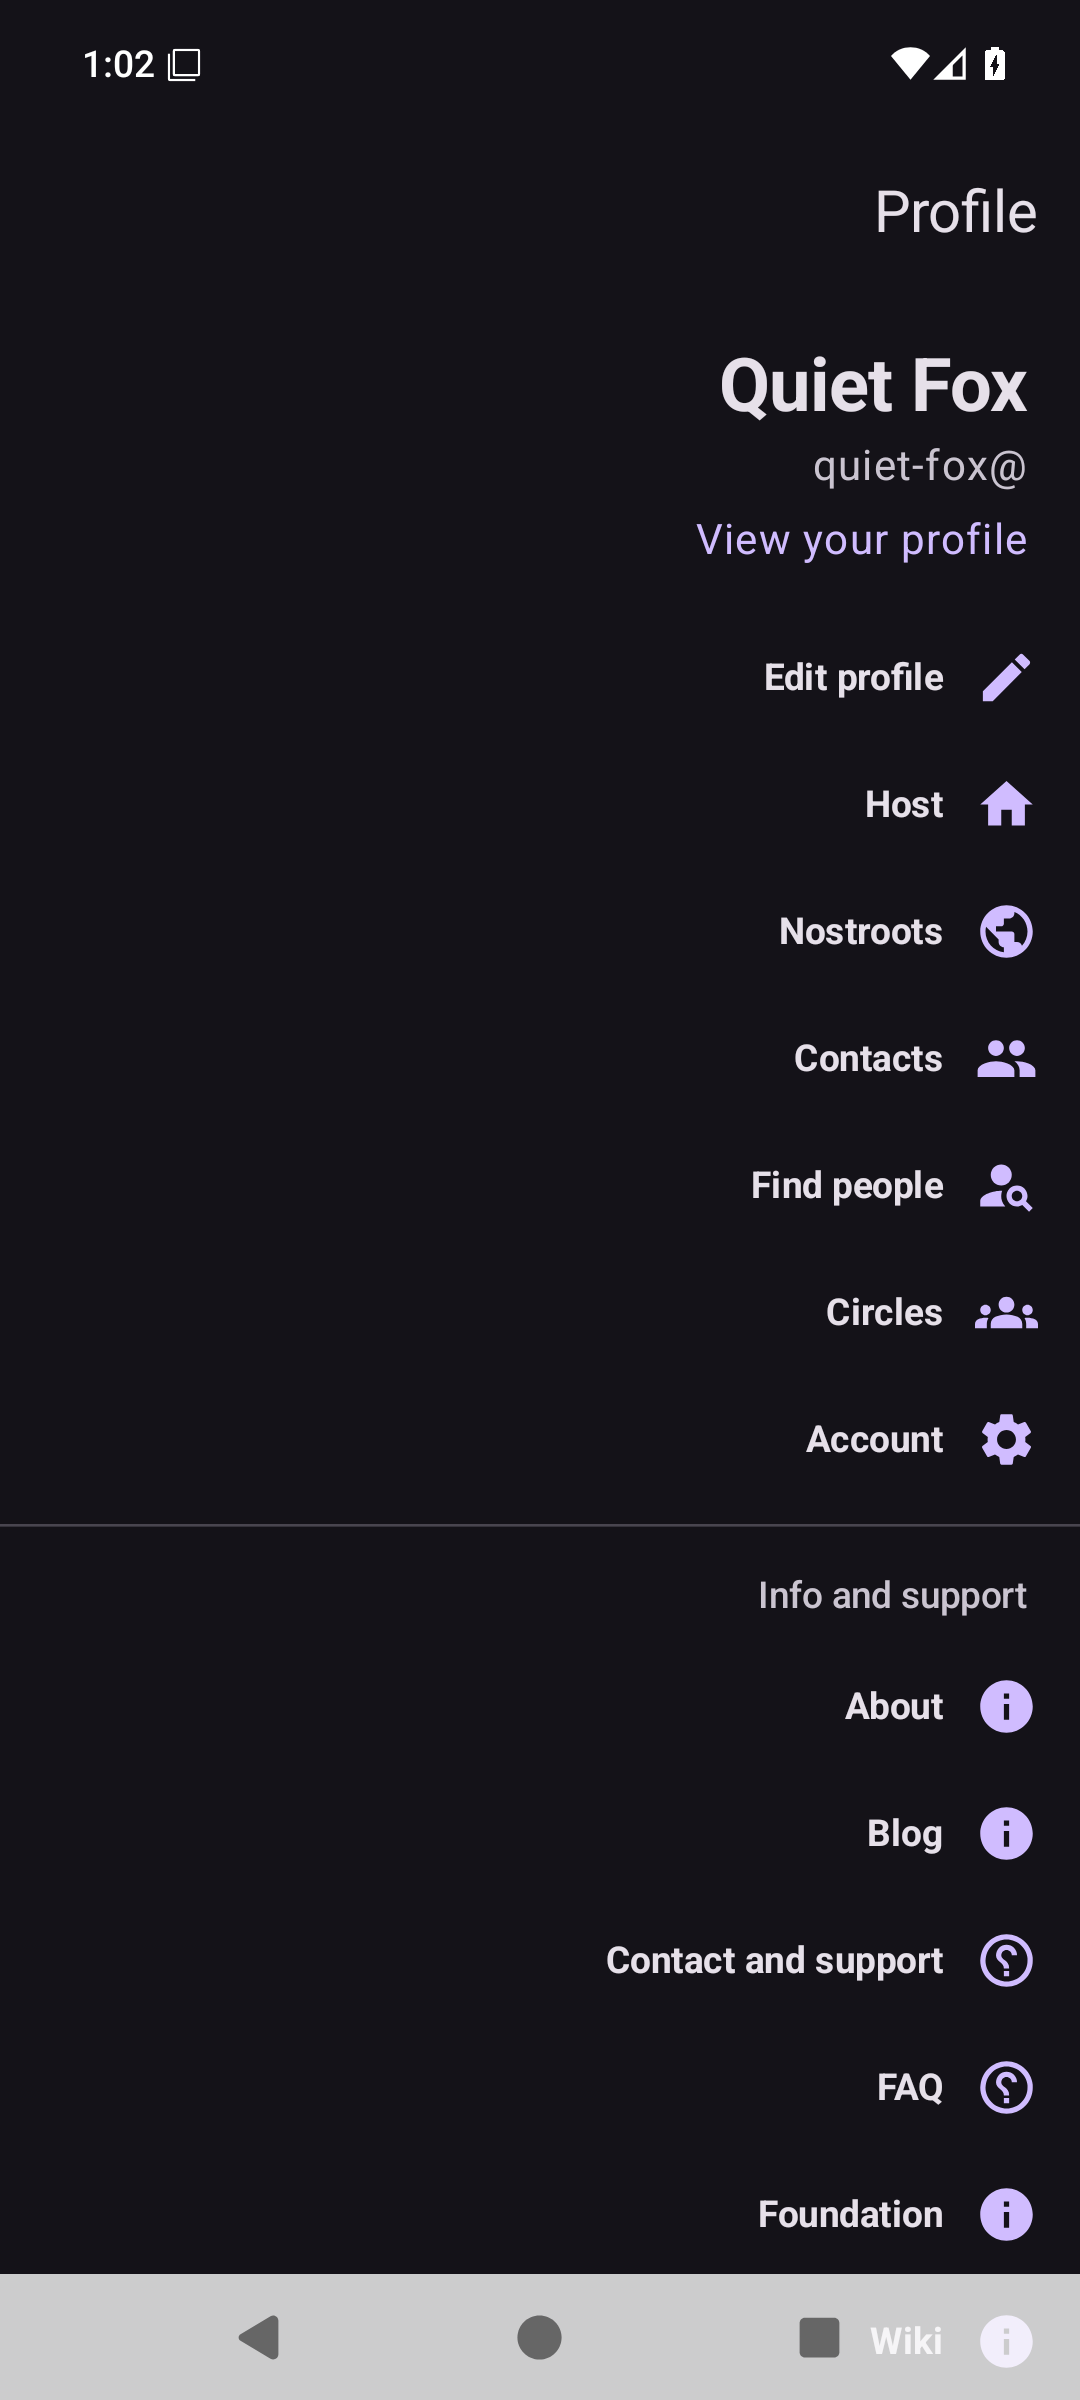 1:02
Profile
Quiet Fox
quiet-fox@
View your profile
Edit profile
Host
Nostroots
Contacts
Find people
Circles
Account
Info and support
About
Blog
Contact and support
FAQ
Foundation
Wiki